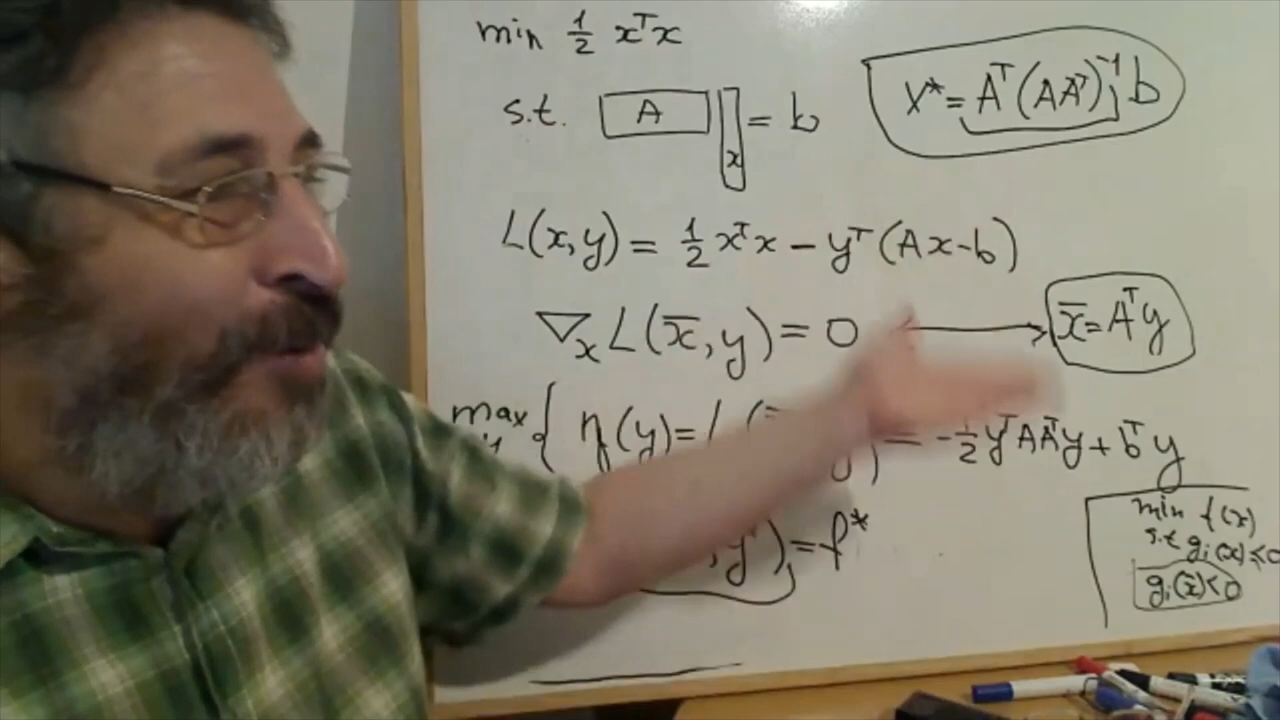 min 1/2 xᵀx
s.t. A x = b
x* = Aᵀ(AAᵀ)⁻¹b
L(x,y) = 1/2 xᵀx − yᵀ(Ax−b)
∇ₓL(x̄,y) = 0 ⟷ x̄ = Aᵀy
max { η(y) = L( y) = −1/2 yᵀAAᵀy + bᵀy
, y) = f*
min f(x)
s.t gᵢ(x) ≤ 0
gᵢ(x̄) < 0